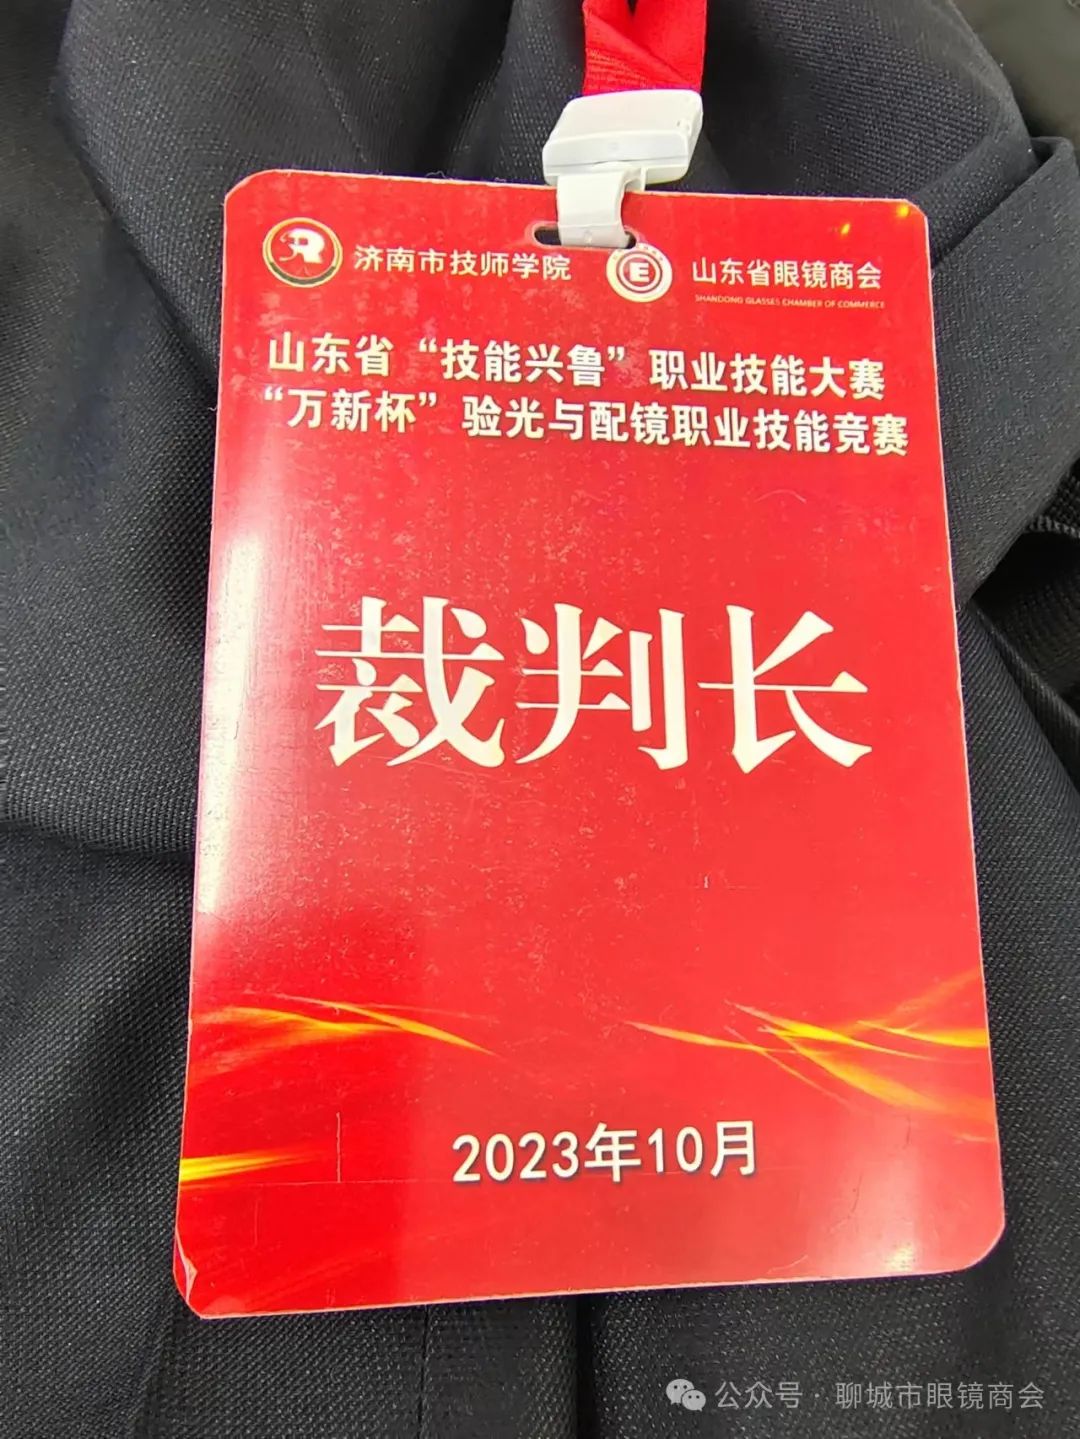 济南市技师学院
E
山东省眼镜商会
SHANDONG GLASSES CHAMBER OF COMMERCE
山东省“技能兴鲁”职业技能大赛
“万新杯”验光与配镜职业技能竞赛
裁判长
2023年10月
公众号·聊城市眼镜商会